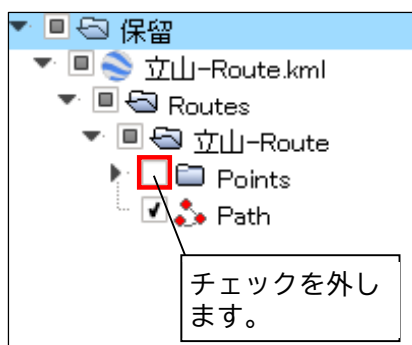 保留
立山-Route.kml
Routes
立山-Route
Points
Path
チェックを外し
ます。